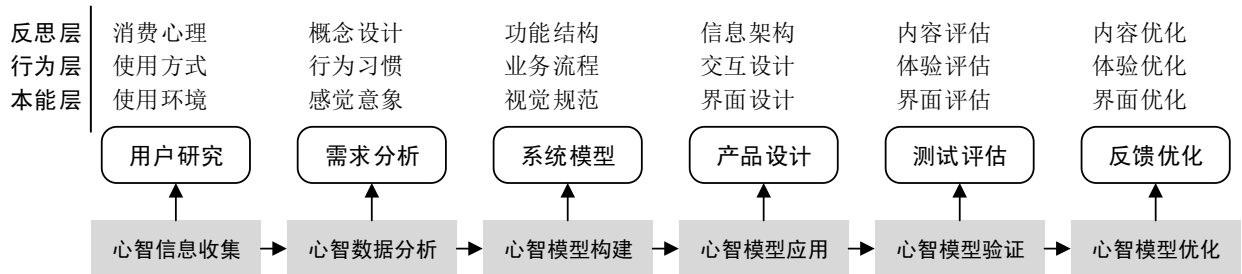 反思层 消费心理 概念设计 功能结构 信息架构 内容评估 内容优化
行为层 使用方式 行为习惯 业务流程 交互设计 体验评估 体验优化
本能层 使用环境 感觉意象 视觉规范 界面设计 界面评估 界面优化
用户研究 需求分析 系统模型 产品设计 测试评估 反馈优化
心智信息收集 心智数据分析 心智模型构建 心智模型应用 心智模型验证 心智模型优化